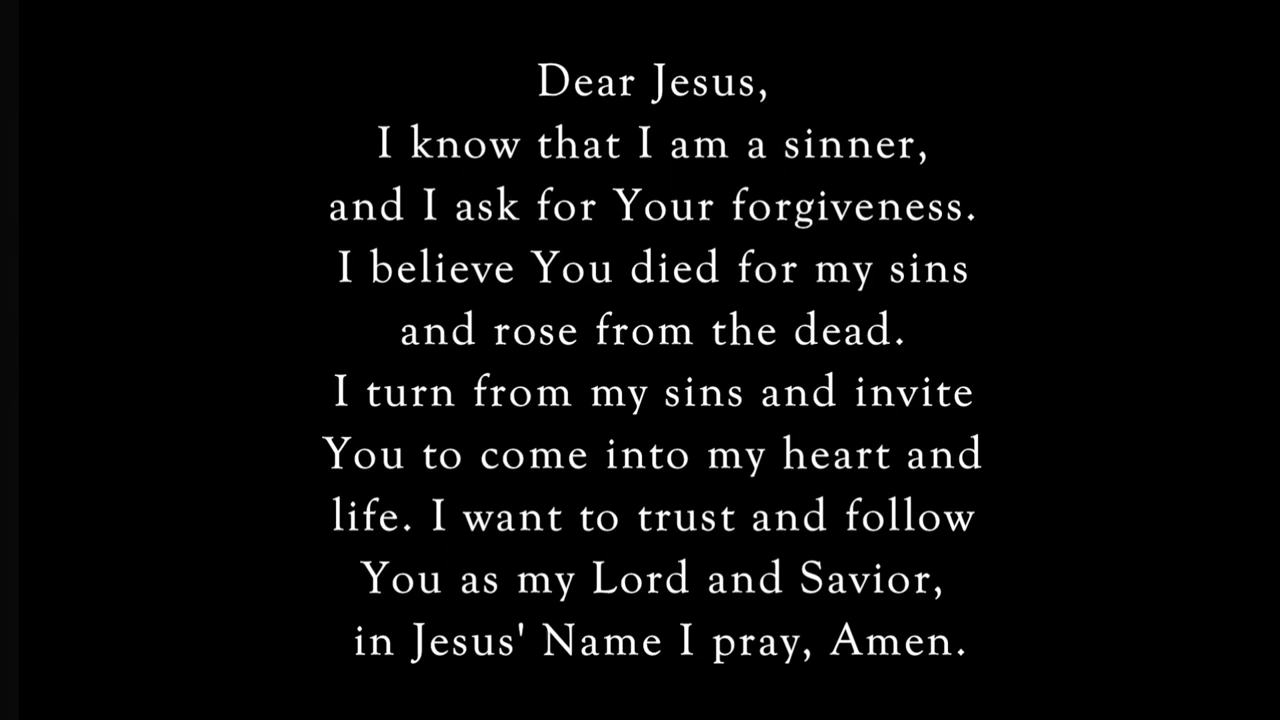 Dear Jesus,
I know that I am a sinner,
and I ask for Your forgiveness.
I believe You died for my sins
and rose from the dead.
I turn from my sins and invite
You to come into my heart and
life. I want to trust and follow
You as my Lord and Savior,
in Jesus' Name I pray, Amen.